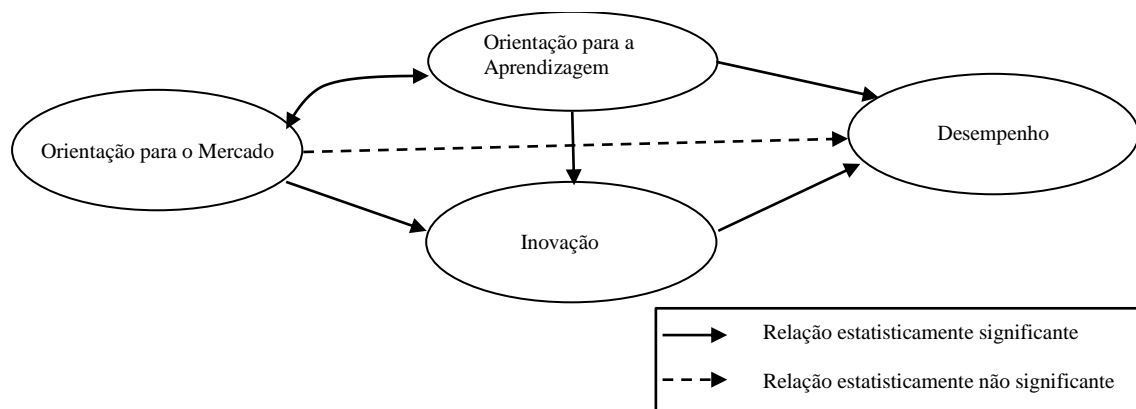 Orientação para a
Aprendizagem
Desempenho
Orientação para o Mercado
Inovação
Relação estatisticamente significante
Relação estatisticamente não significante